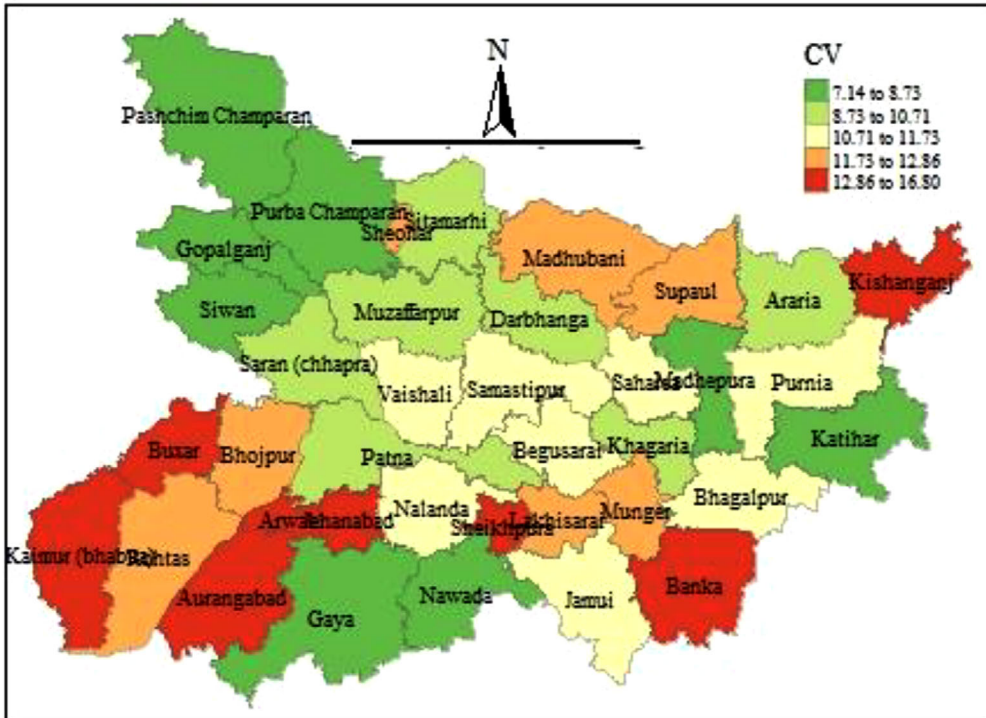 N
CV
7.14 to 8.73
8.73 to 10.71
10.71 to 11.73
11.73 to 12.86
12.86 to 16.80
Pashchim Champaran
Purba Champaran
Sheohar
Sitamarhi
Gopalganj
Madhubani
Kishanganj
Siwan
Muzaffarpur
Darbhanga
Supaul
Araria
Saran (chhapra)
Vaishali
Samastipur
Saharsa
Madhepura
Purnia
Buxar
Bhojpur
Patna
Begusarai
Khagaria
Katihar
Kaimur (bhabua)
Rohtas
Arwal
Jehanabad
Nalanda
Sheikhpura
Lakhisarai
Munger
Bhagalpur
Aurangabad
Gaya
Nawada
Jamui
Banka